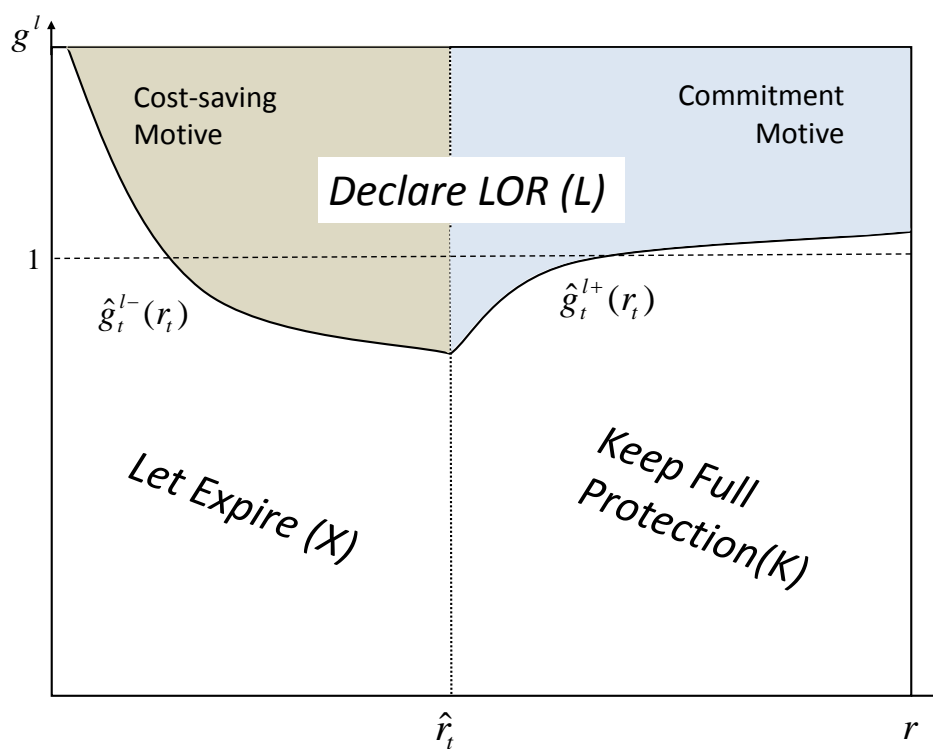 g^l
Cost-saving
Motive
Commitment
Motive
Declare LOR (L)
1
ĝ_t^{l−}(r_t)
ĝ_t^{l+}(r_t)
Let Expire (X)
Keep Full
Protection(K)
r̂_t
r